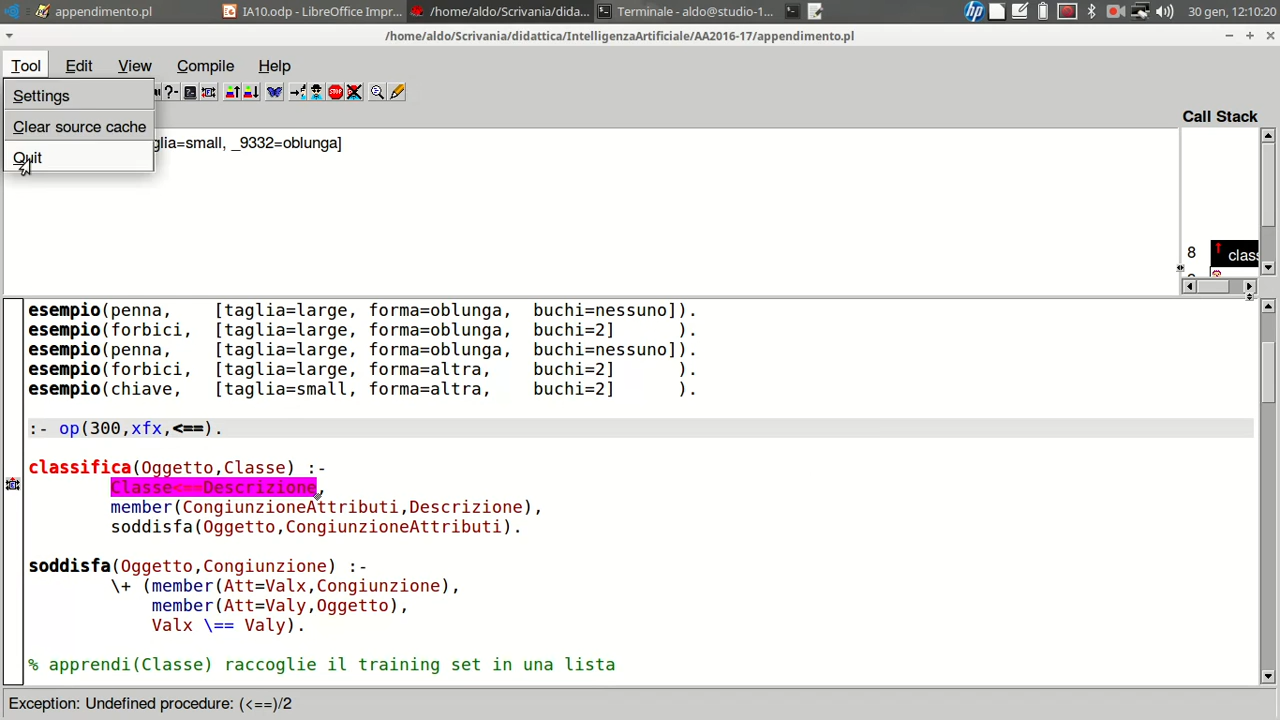 appendimento.pl
IA10.odp - LibreOffice Impr...
/home/aldo/Scrivania/dida...
Terminale - aldo@studio-1...
30 gen, 12:10:20
/home/aldo/Scrivania/didattica/IntelligenzaArtificiale/AA2016-17/appendimento.pl
Tool Edit View Compile Help
Settings
Clear source cache
Quit
Call Stack
glia=small, _9332=oblunga]
8 class
esempio(penna, [taglia=large, forma=oblunga, buchi=nessuno]).
esempio(forbici, [taglia=large, forma=oblunga, buchi=2] ).
esempio(penna, [taglia=large, forma=oblunga, buchi=nessuno]).
esempio(forbici, [taglia=large, forma=altra, buchi=2] ).
esempio(chiave, [taglia=small, forma=altra, buchi=2] ).
:- op(300,xfx,<==).
classifica(Oggetto,Classe) :-
Classe<==Descrizione,
member(CongiunzioneAttributi,Descrizione),
soddisfa(Oggetto,CongiunzioneAttributi).
soddisfa(Oggetto,Congiunzione) :-
\+ (member(Att=Valx,Congiunzione),
member(Att=Valy,Oggetto),
Valx \== Valy).
% apprendi(Classe) raccoglie il training set in una lista
Exception: Undefined procedure: (<==)/2